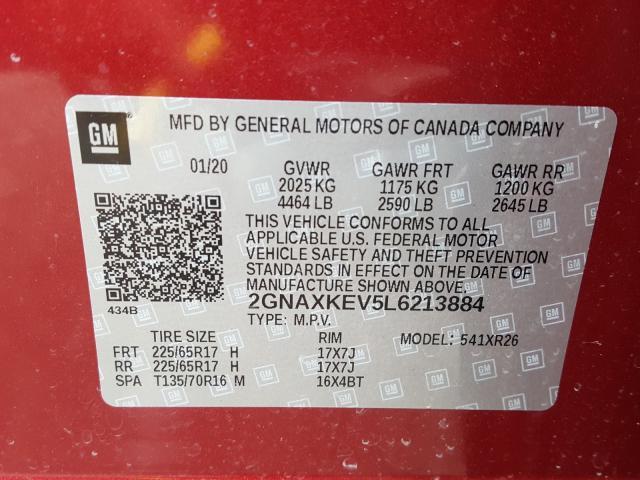 GM
MFD BY GENERAL MOTORS OF CANADA COMPANY
01/20 GVWR GAWR FRT GAWR RR
2025 KG 1175 KG 1200 KG
4464 LB 2590 LB 2645 LB
THIS VEHICLE CONFORMS TO ALL
APPLICABLE U.S. FEDERAL MOTOR
VEHICLE SAFETY AND THEFT PREVENTION
STANDARDS IN EFFECT ON THE DATE OF
MANUFACTURE SHOWN ABOVE.
434B 2GNAXKEV5L6213884
TYPE: M.P.V.
TIRE SIZE RIM MODEL: 541XR26
FRT 225/65R17 H 17X7J
RR 225/65R17 H 17X7J
SPA T135/70R16 M 16X4BT